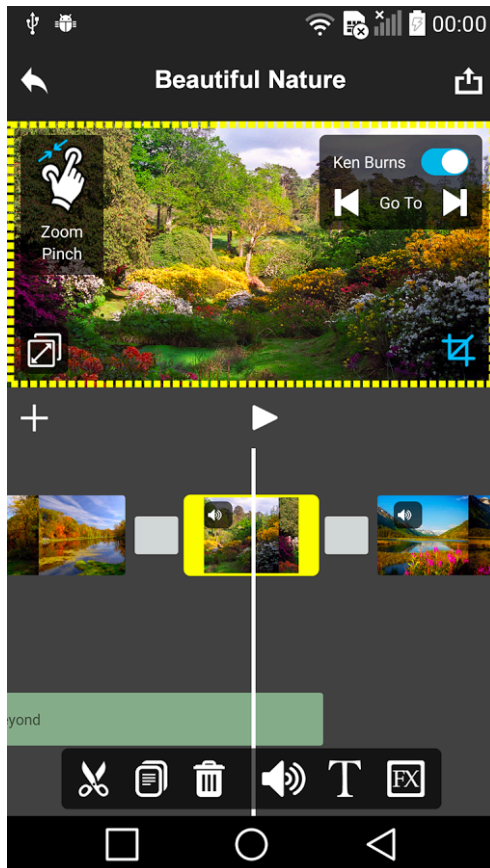 00:00
Beautiful Nature
Ken Burns
Go To
Zoom
Pinch
eyond
T
FX